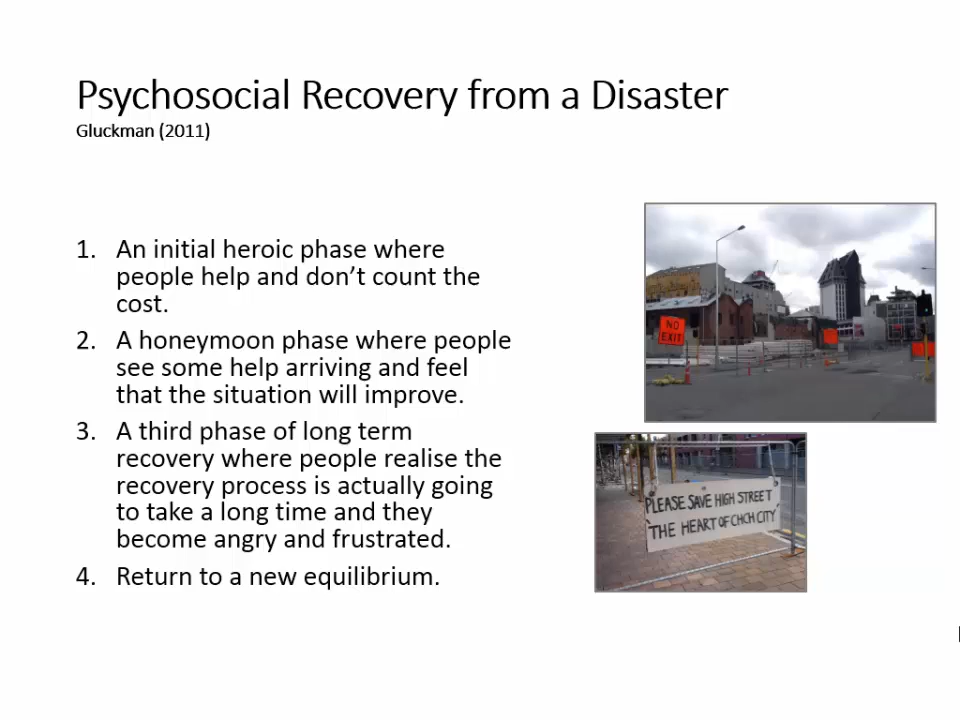 Psychosocial Recovery from a Disaster
Gluckman (2011)
1. An initial heroic phase where
people help and don't count the
cost.
2. A honeymoon phase where people
see some help arriving and feel
that the situation will improve.
3. A third phase of long term
recovery where people realise the
recovery process is actually going
to take a long time and they
become angry and frustrated.
4. Return to a new equilibrium.
NO
EXIT
PLEASE SAVE HIGH STREET
THE HEART OF CHCH CITY